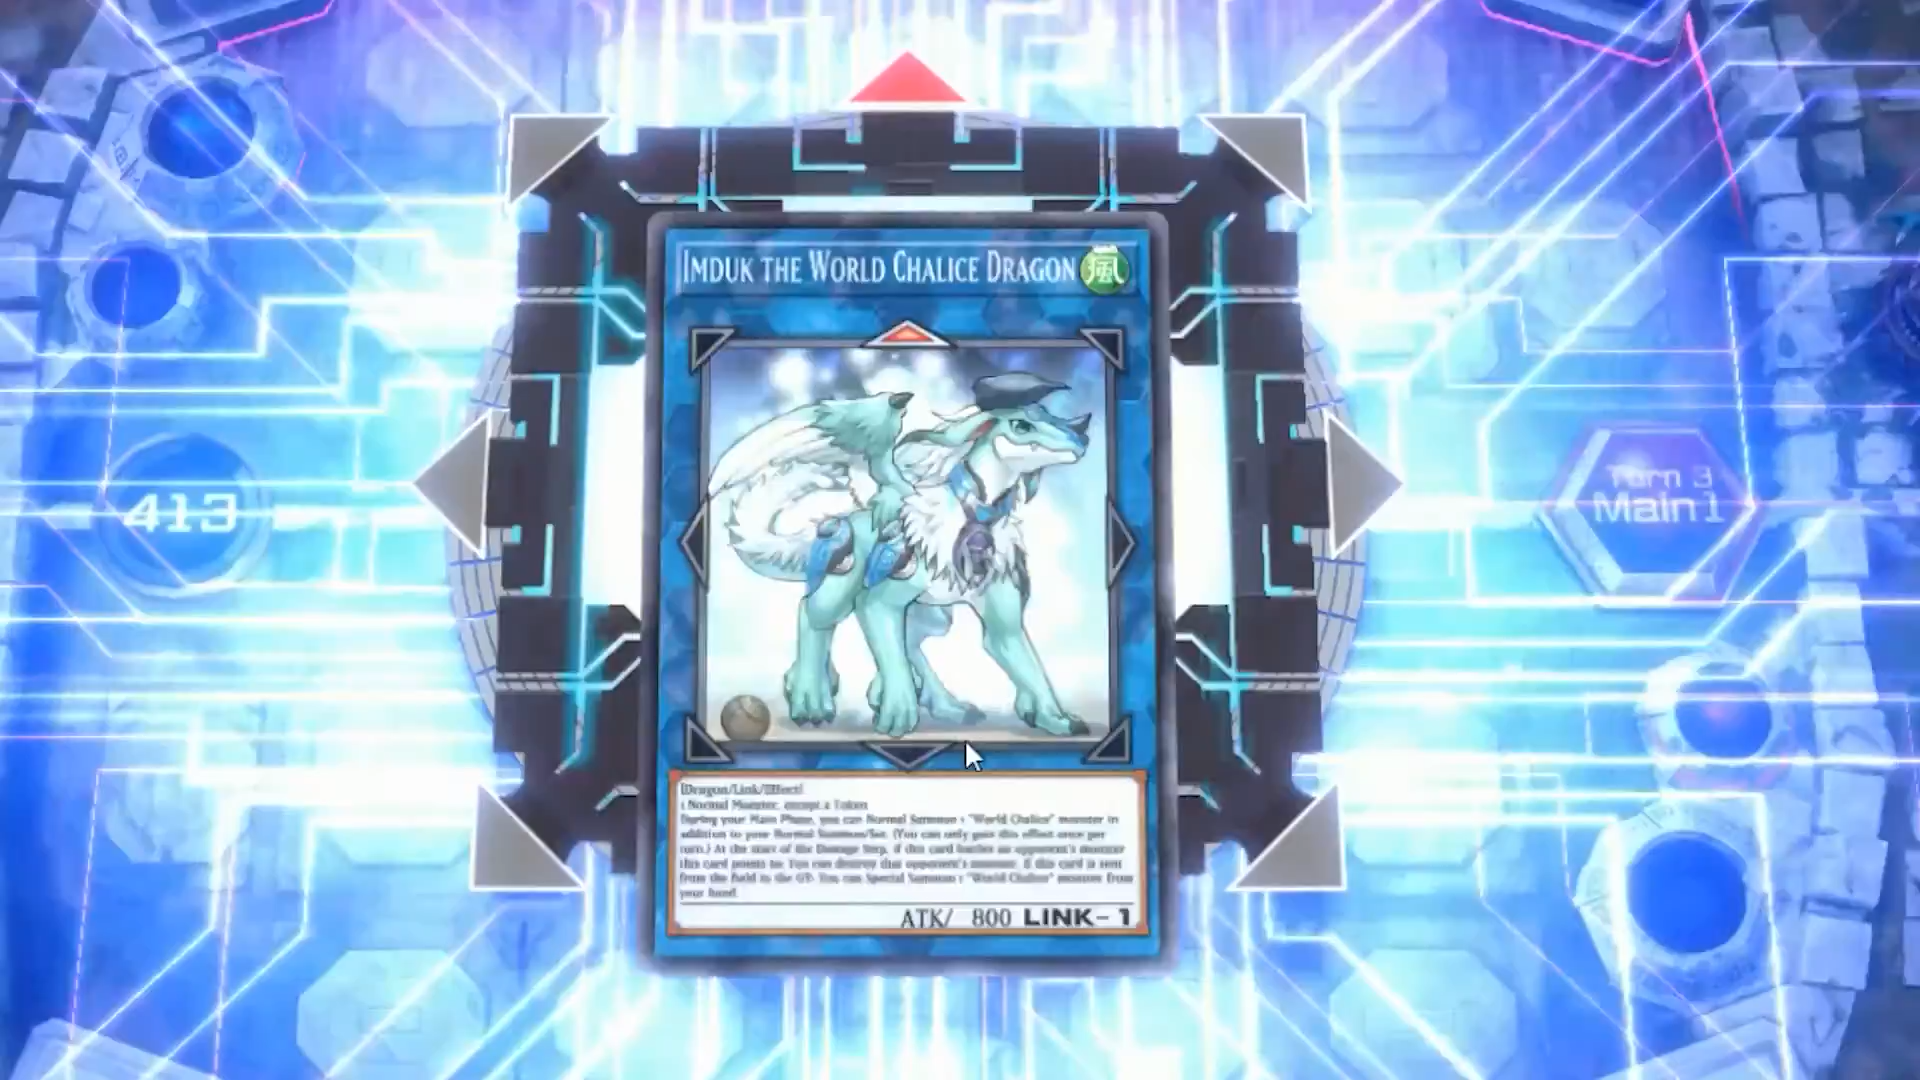 IMDUK THE WORLD CHALICE DRAGON 風
413
Turn 3
Main1
[Dragon/Link/Effect]
1 Normal Monster, except a Token
During your Main Phase, you can Normal Summon 1 "World Chalice" monster in
addition to your Normal Summon/Set. (You can only gain this effect once per
turn.) At the start of the Damage Step, if this card battles an opponent's monster
this card points to: You can destroy that opponent's monster. If this card is sent
from the field to the GY: You can Special Summon 1 "World Chalice" monster from
your hand.
ATK/ 800 LINK-1